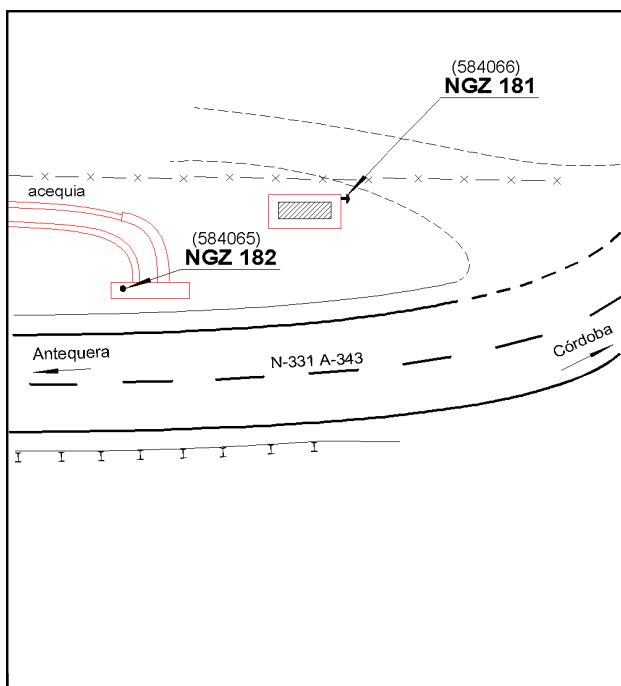 (584066)
NGZ 181
acequia
(584065)
NGZ 182
Antequera
N-331 A-343
Córdoba